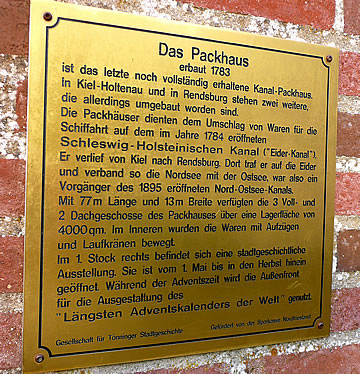 Das Packhaus
erbaut 1783
ist das letzte noch vollständig erhaltene Kanal-Packhaus.
In Kiel-Holtenau und in Rendsburg stehen zwei weitere,
die allerdings umgebaut worden sind.
Die Packhäuser dienten dem Umschlag von Waren für die
Schiffahrt auf dem im Jahre 1784 eröffneten
Schleswig-Holsteinischen Kanal ("Eider-Kanal").
Er verlief von Kiel nach Rendsburg. Dort traf er auf die Eider
und verband so die Nordsee mit der Ostsee, war also ein
Vorgänger des 1895 eröffneten Nord-Ostsee-Kanals.
Mit 77m Länge und 13m Breite verfügten die 3 Voll- und
2 Dachgeschosse des Packhauses über eine Lagerfläche von
4000qm. Im Inneren wurden die Waren mit Aufzügen
und Laufkränen bewegt.
Im 1. Stock rechts befindet sich eine stadtgeschichtliche
Ausstellung. Sie ist vom 1. Mai bis in den Herbst hinein
geöffnet. Während der Adventszeit wird die Außenfront
für die Ausgestaltung des
"Längsten Adventskalenders der Welt" genutzt.
Gesellschaft für Tönninger Stadtgeschichte Gefördert von der Sparkasse Nordfriesland